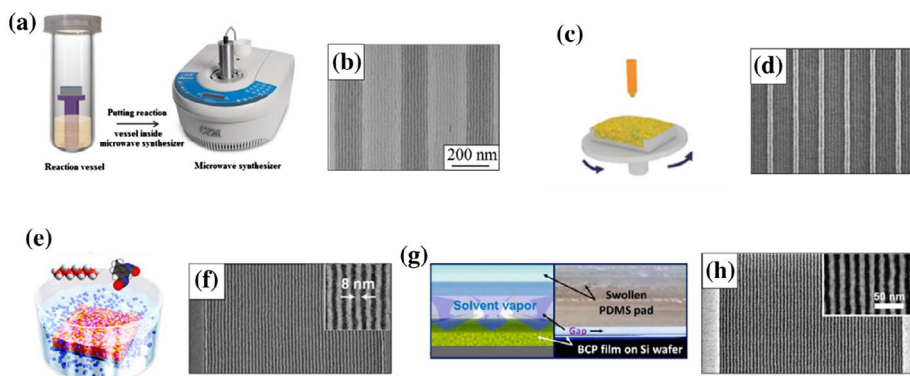 (a)
Putting reaction
vessel inside
microwave synthesizer
Reaction vessel
Microwave synthesizer
(b)
200 nm
(c)
(d)
(e)
(f)
8 nm
(g)
Solvent vapor
Swollen
PDMS pad
Gap
BCP film on Si wafer
(h)
50 nm